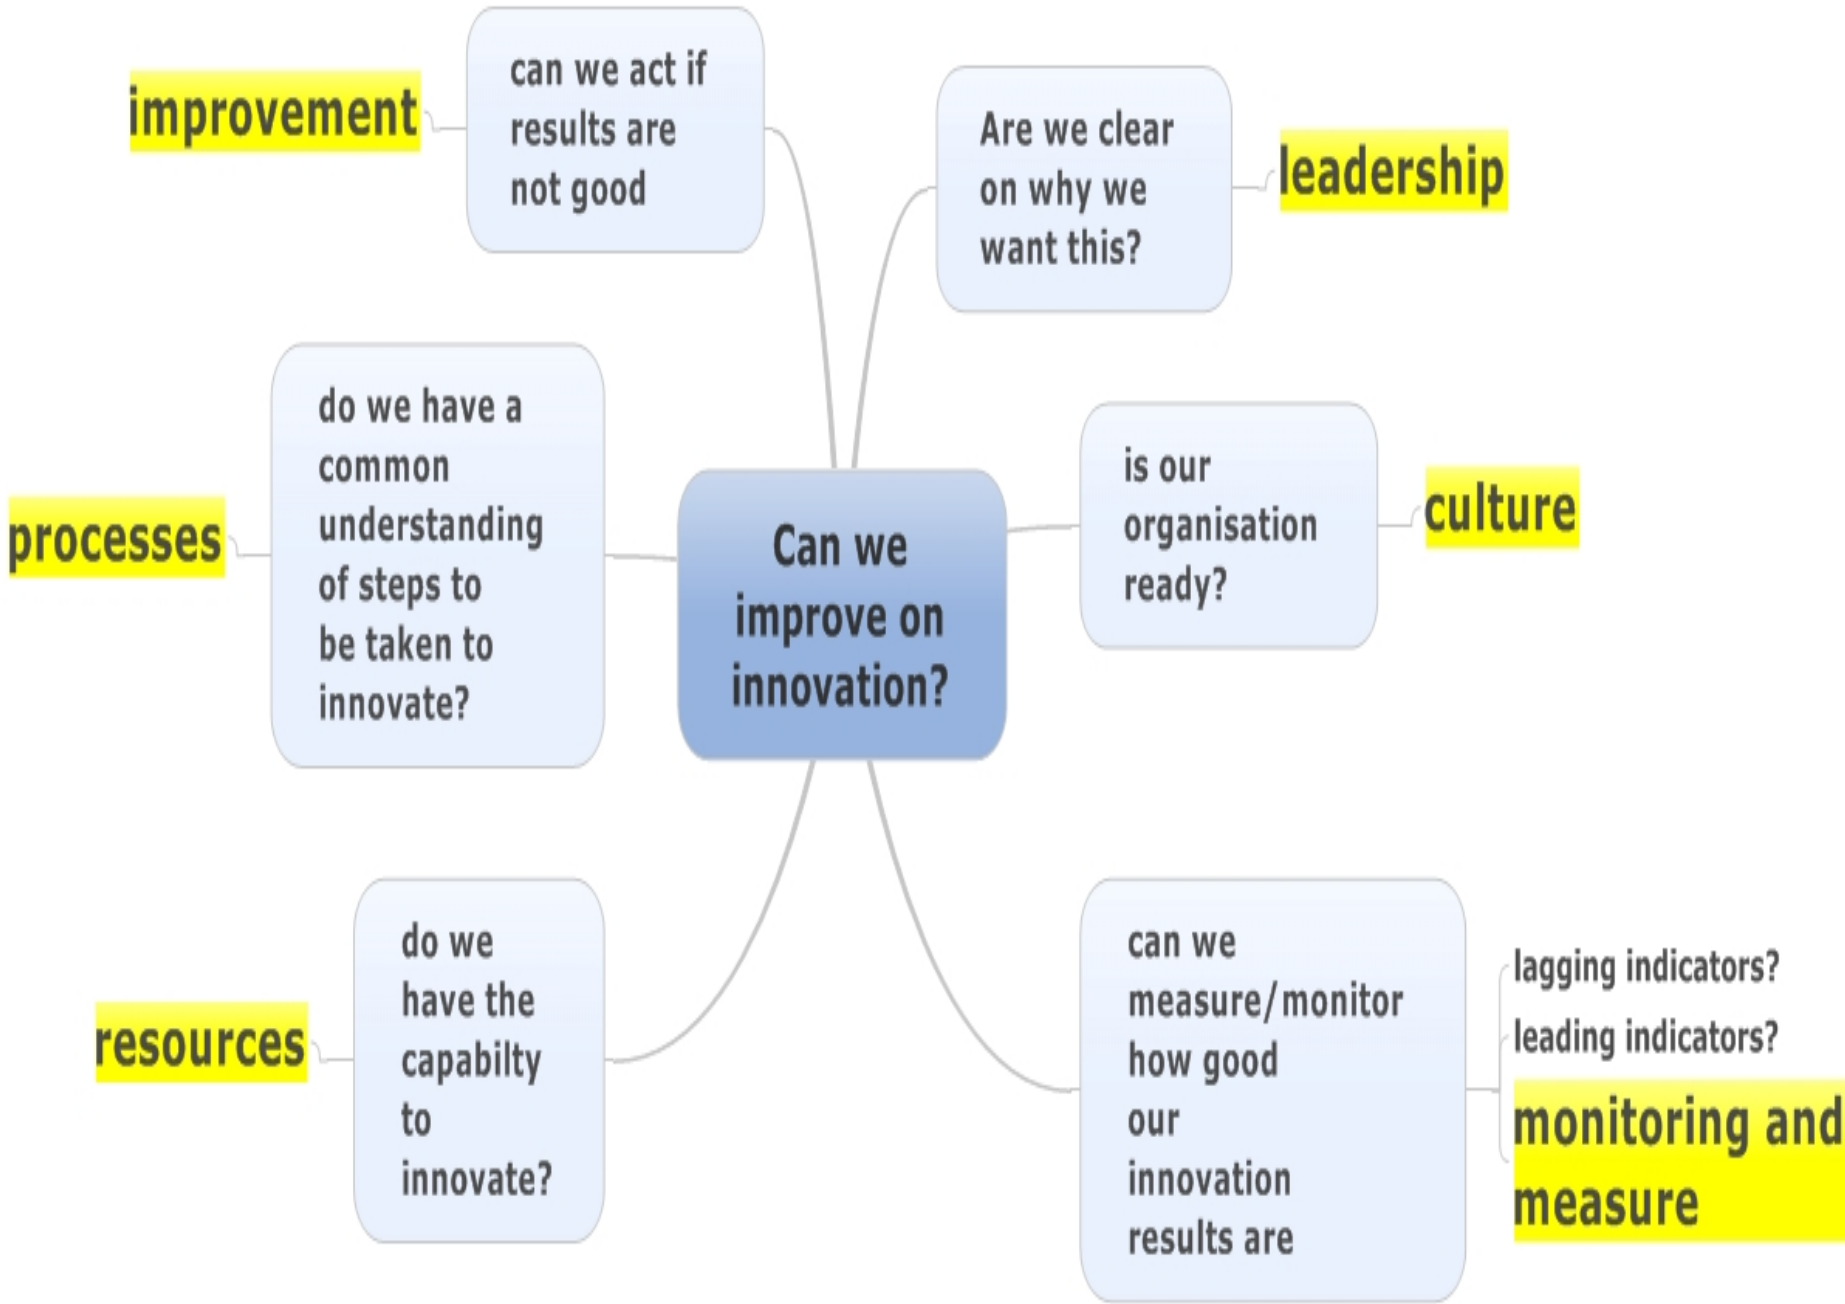 improvement
can we act if
results are
not good
Are we clear
on why we
want this?
leadership
processes
do we have a
common
understanding
of steps to
be taken to
innovate?
Can we
improve on
innovation?
is our
organisation
ready?
culture
resources
do we
have the
capabilty
to
innovate?
can we
measure/monitor
how good
our
innovation
results are
lagging indicators?
leading indicators?
monitoring and
measure